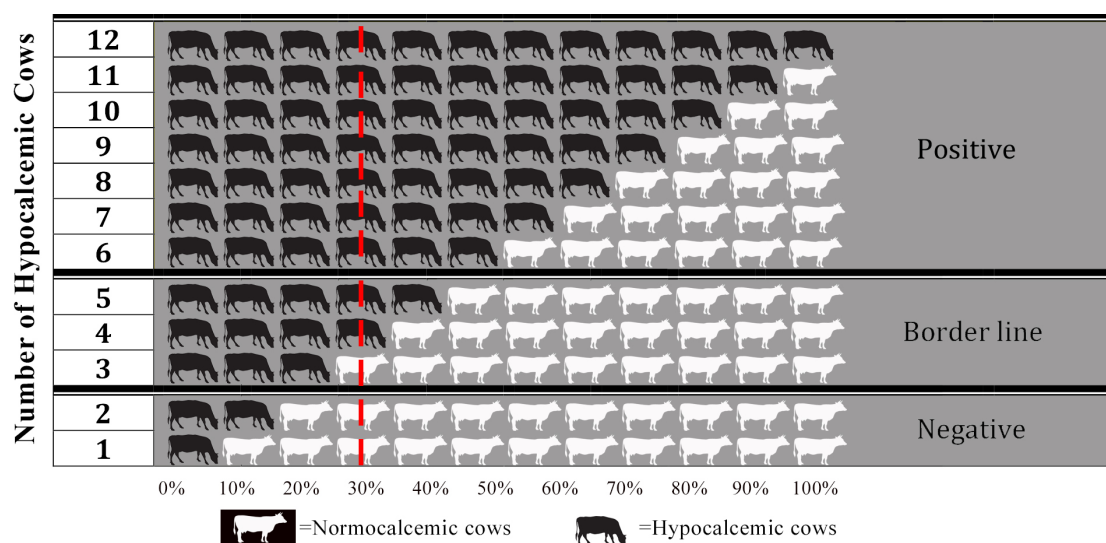 Number of Hypocalcemic Cows
12
11
10
9
8
7
6
Positive
5
4
3
Border line
2
1
Negative
0% 10% 20% 30% 40% 50% 60% 70% 80% 90% 100%
=Normocalcemic cows =Hypocalcemic cows